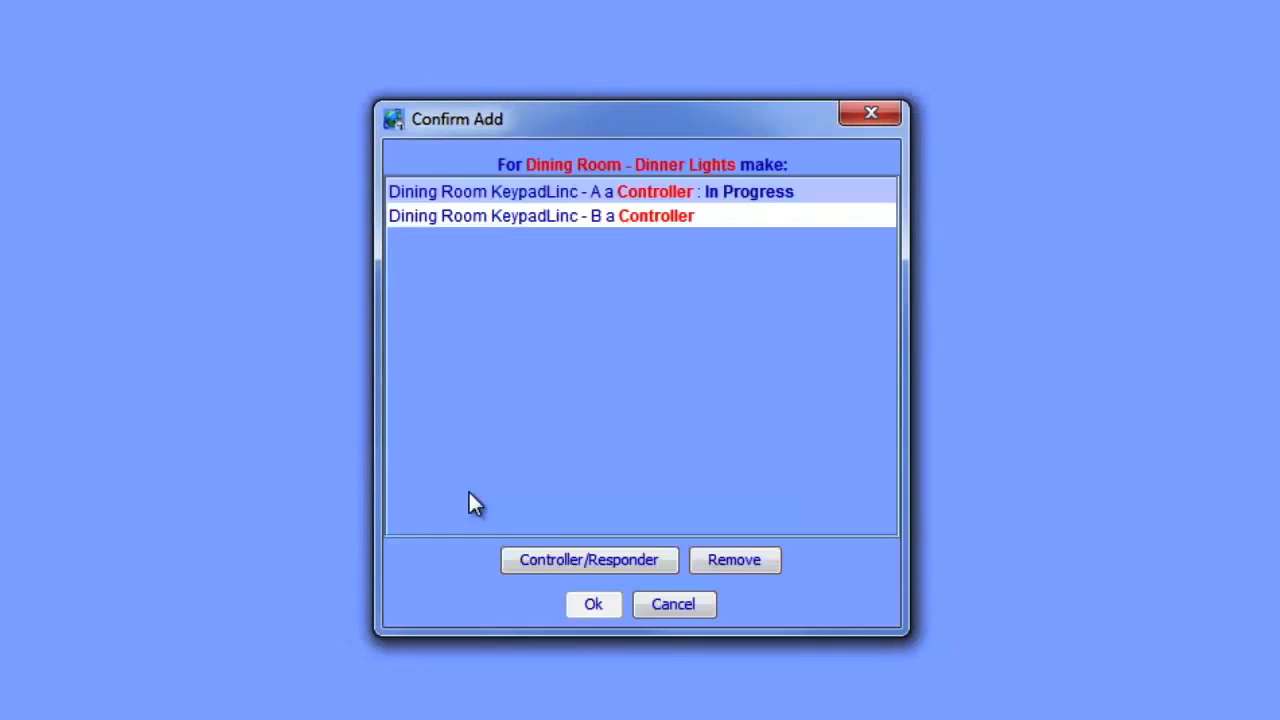 Confirm Add
For Dining Room - Dinner Lights make:
Dining Room KeypadLinc - A a Controller : In Progress
Dining Room KeypadLinc - B a Controller
Controller/Responder
Remove
Ok
Cancel